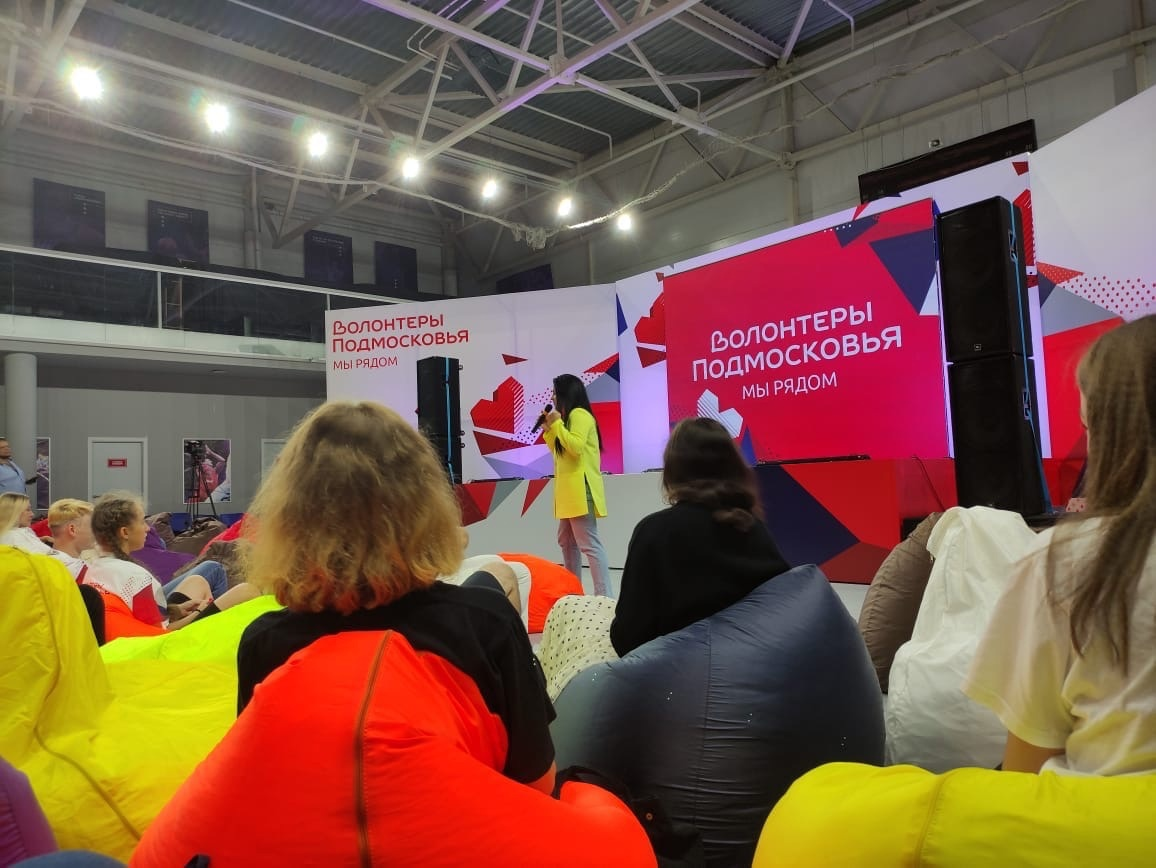 Волонтеры
Подмосковья
мы рядом
Волонтеры
Подмосковья
мы рядом